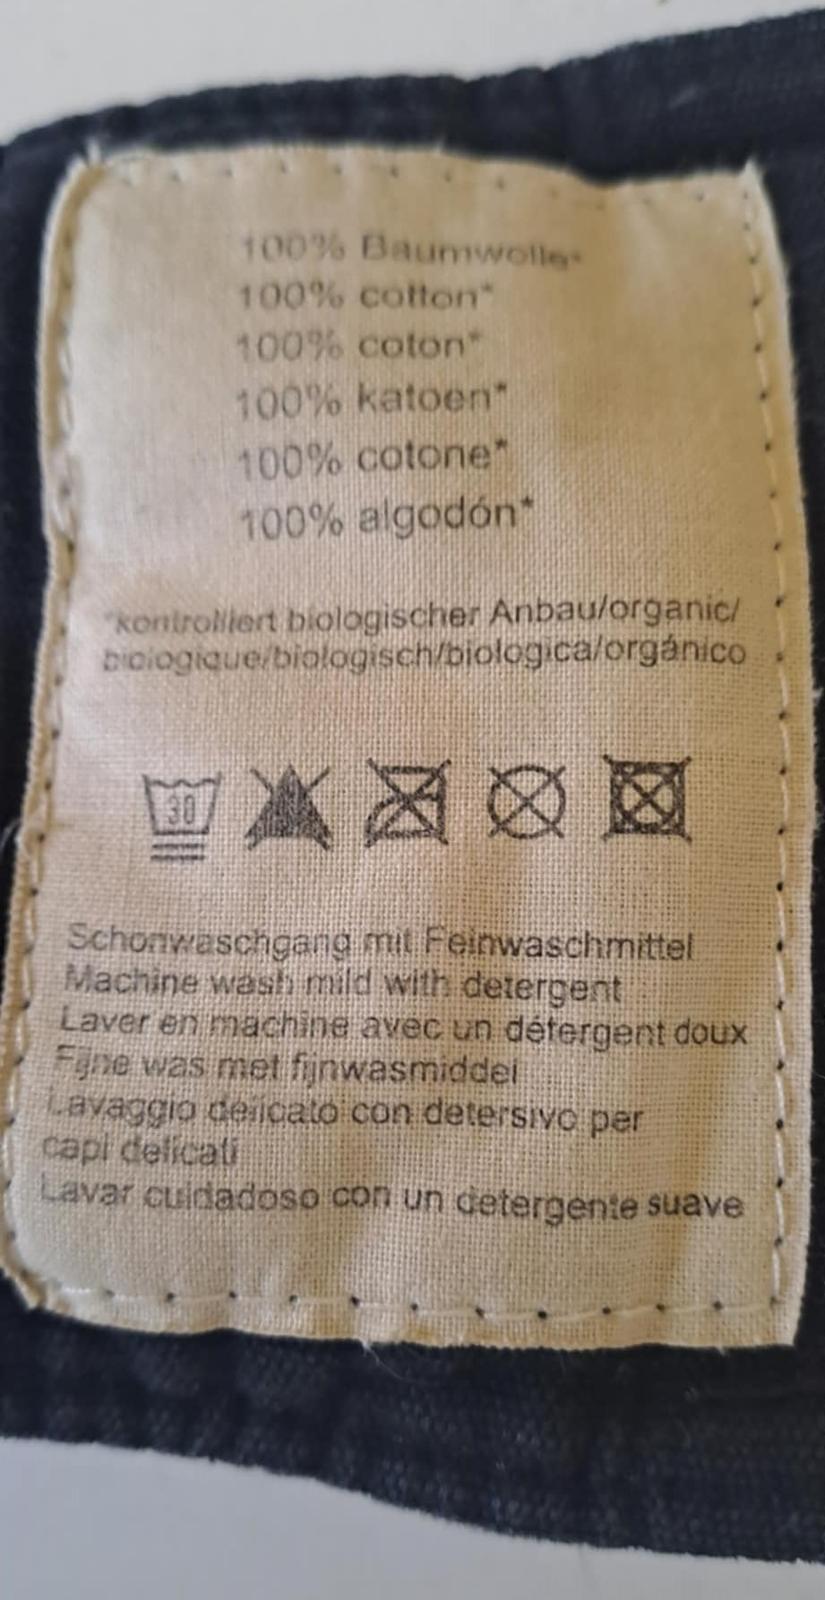 100% Baumwolle*
100% cotton*
100% coton*
100% katoen*
100% cotone*
100% algodón*
*kontrolliert biologischer Anbau/organic/
biologique/biologisch/biologica/orgánico
30
Schonwaschgang mit Feinwaschmittel
Machine wash mild with detergent
Laver en machine avec un détergent doux
Fijne was met fijnwasmiddel
Lavaggio delicato con detersivo per
capi delicati
Lavar cuidadoso con un detergente suave